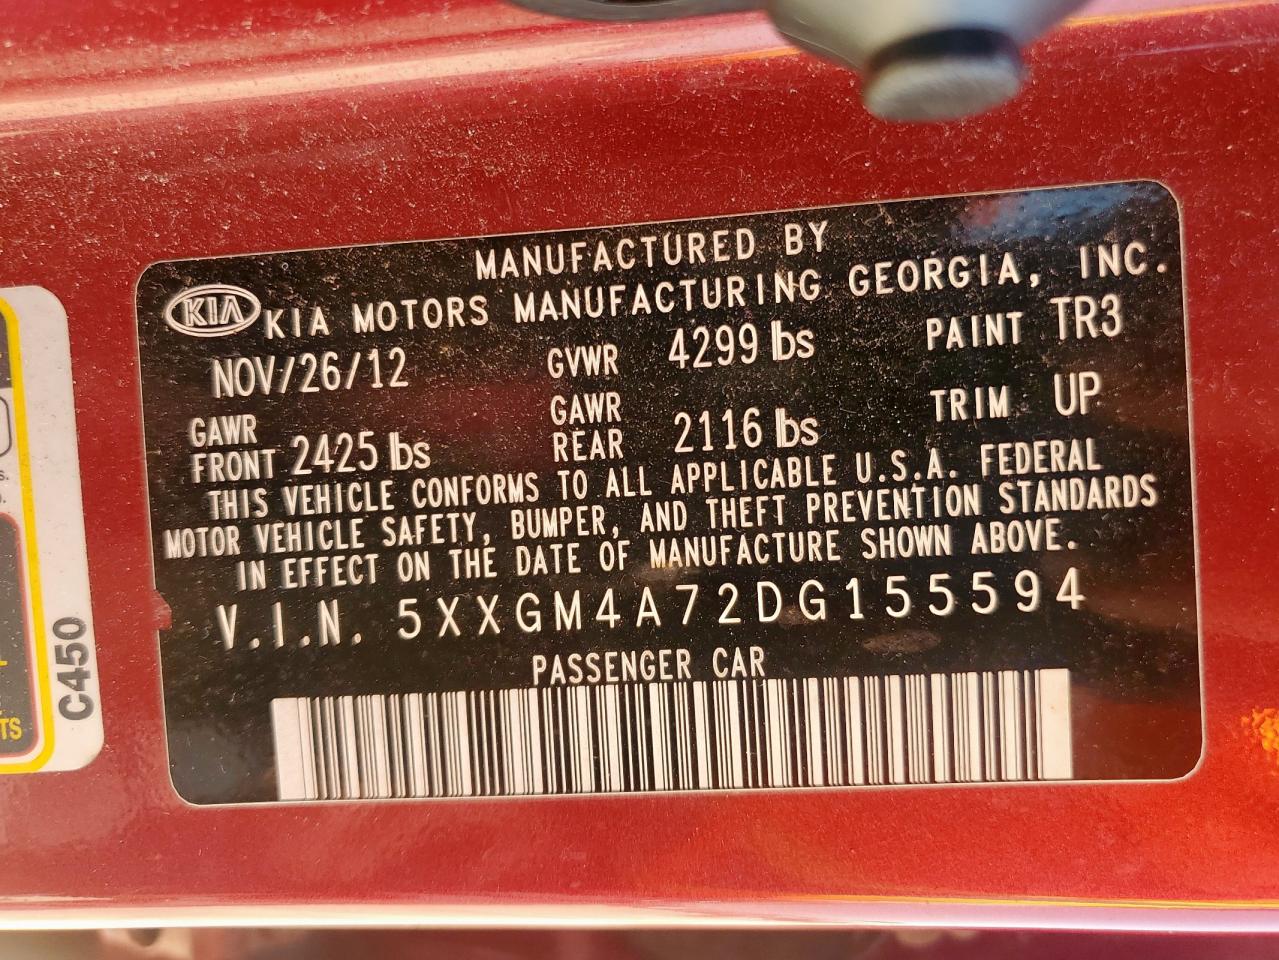 MANUFACTURED BY
KIA KIA MOTORS MANUFACTURING GEORGIA, INC.
NOV/26/12 GVWR 4299 lbs PAINT TR3
GAWR FRONT 2425 lbs GAWR REAR 2116 lbs TRIM UP
THIS VEHICLE CONFORMS TO ALL APPLICABLE U.S.A. FEDERAL
MOTOR VEHICLE SAFETY, BUMPER, AND THEFT PREVENTION STANDARDS
IN EFFECT ON THE DATE OF MANUFACTURE SHOWN ABOVE.
V.I.N. 5XXGM4A72DG155594
PASSENGER CAR
C450